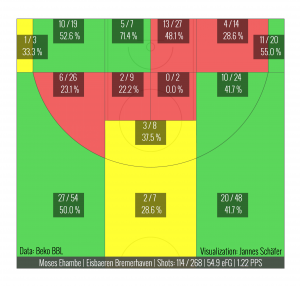 10 / 19 5 / 7 13 / 27 4 / 14
52.6 % 71.4 % 48.1 % 28.6 %
1 / 3 11 / 20
33.3 % 55.0 %
6 / 26 2 / 9 0 / 2 10 / 24
23.1 % 22.2 % 0.0 % 41.7 %
3 / 8
37.5 %
27 / 54 2 / 7 20 / 48
50.0 % 28.6 % 41.7 %
Data: Beko BBL Visualization: Jannes Schäfer
Moses Ehambe | Eisbaeren Bremerhaven | Shots: 114 / 268 | 54.9 eFG | 1.22 PPS